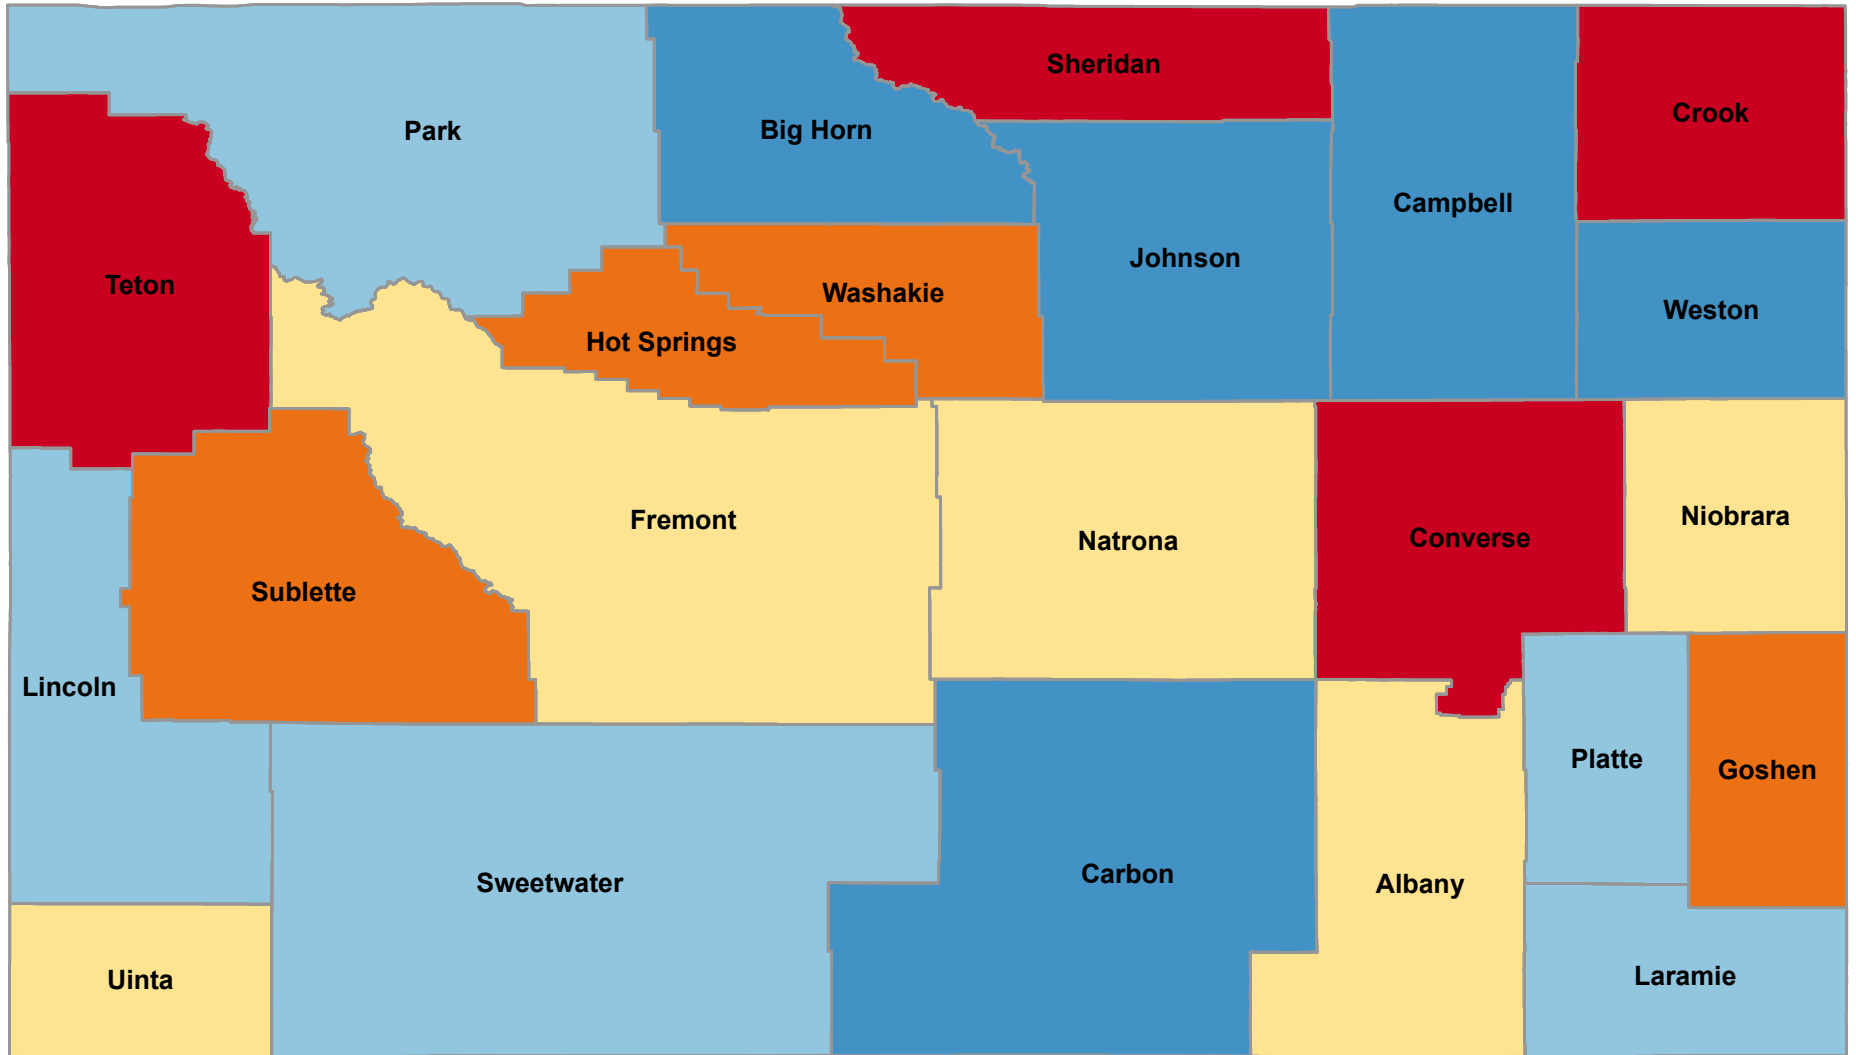 Sheridan
Crook
Park
Big Horn
Campbell
Johnson
Teton
Washakie
Weston
Hot Springs
Fremont
Niobrara
Converse
Natrona
Sublette
Lincoln
Platte
Goshen
Carbon
Sweetwater
Albany
Laramie
Uinta